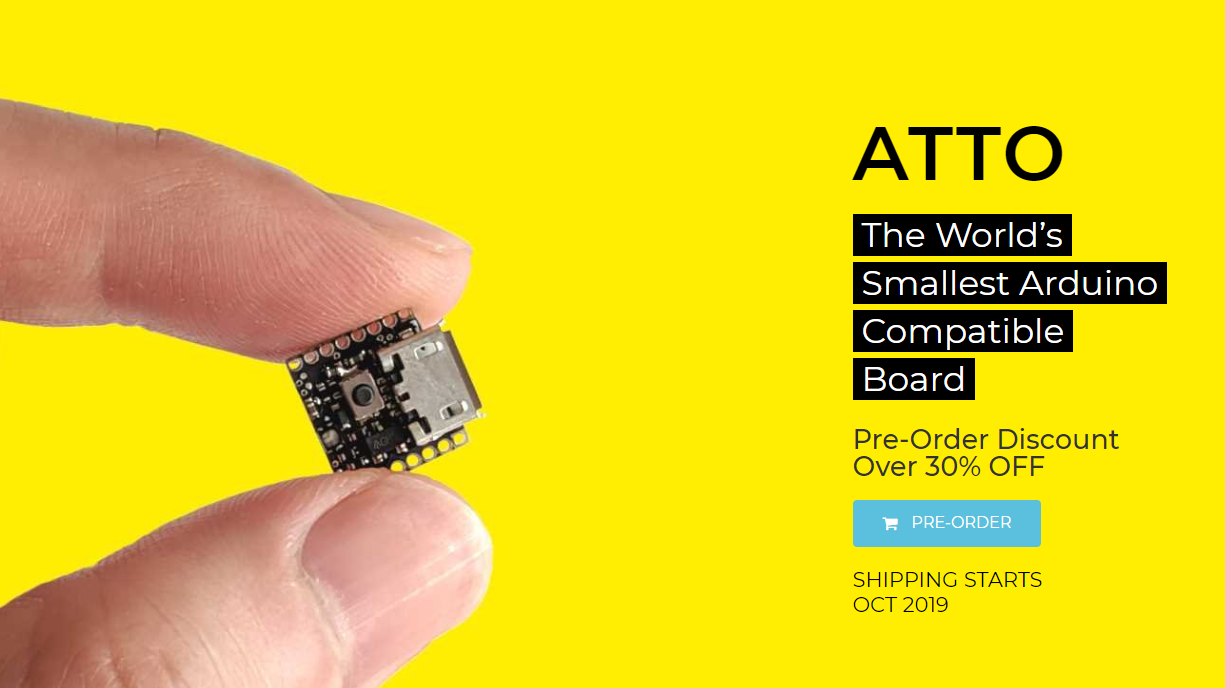 ATTO
The World’s
Smallest Arduino
Compatible
Board
Pre-Order Discount
Over 30% OFF
PRE-ORDER
SHIPPING STARTS
OCT 2019